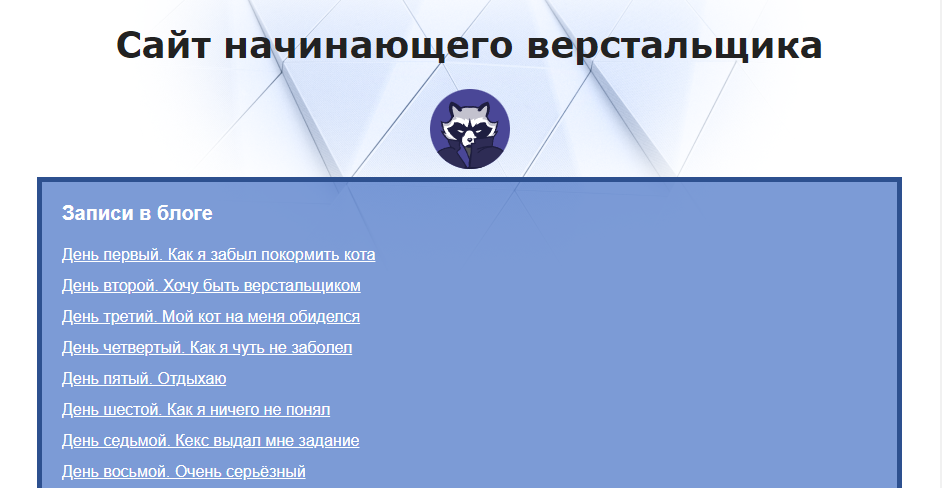 Сайт начинающего верстальщика
Записи в блоге
День первый. Как я забыл покормить кота
День второй. Хочу быть верстальщиком
День третий. Мой кот на меня обиделся
День четвертый. Как я чуть не заболел
День пятый. Отдыхаю
День шестой. Как я ничего не понял
День седьмой. Кекс выдал мне задание
День восьмой. Очень серьёзный